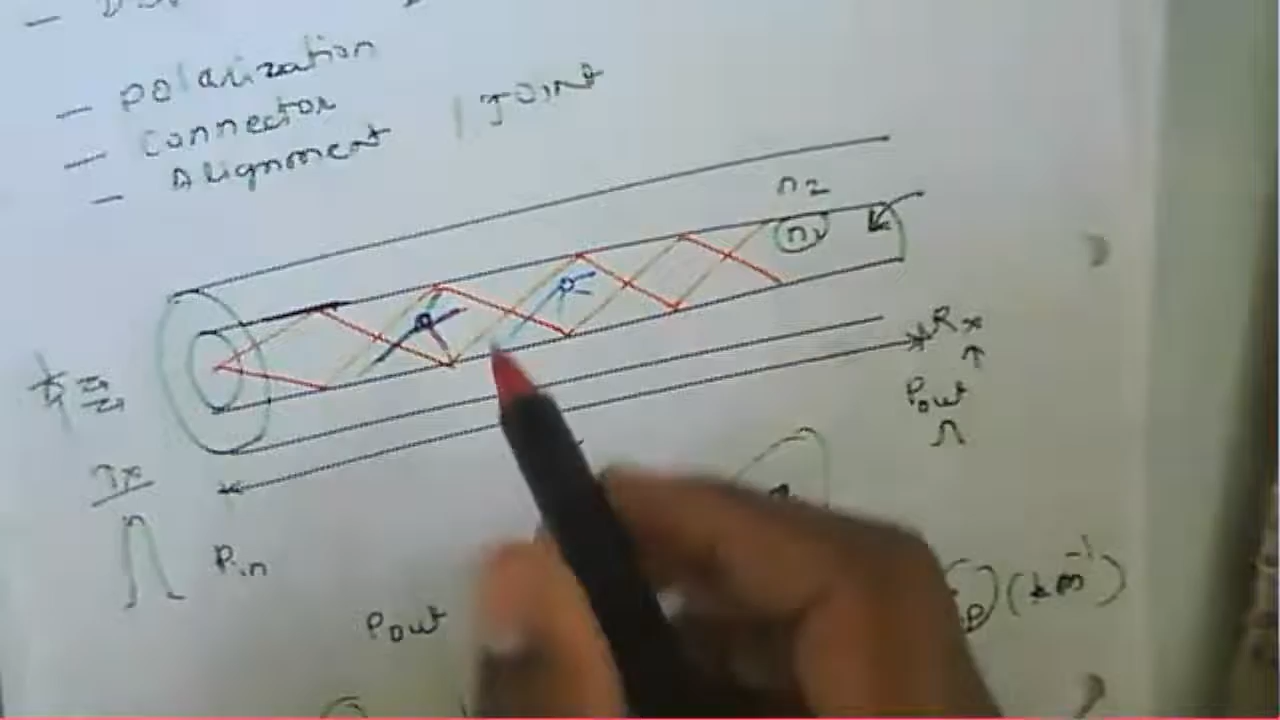 - polarization
- Connector
- Alignment / JOINT
n2
n1
Rx
Pout
Tx
Pin
Pout
(km⁻¹)